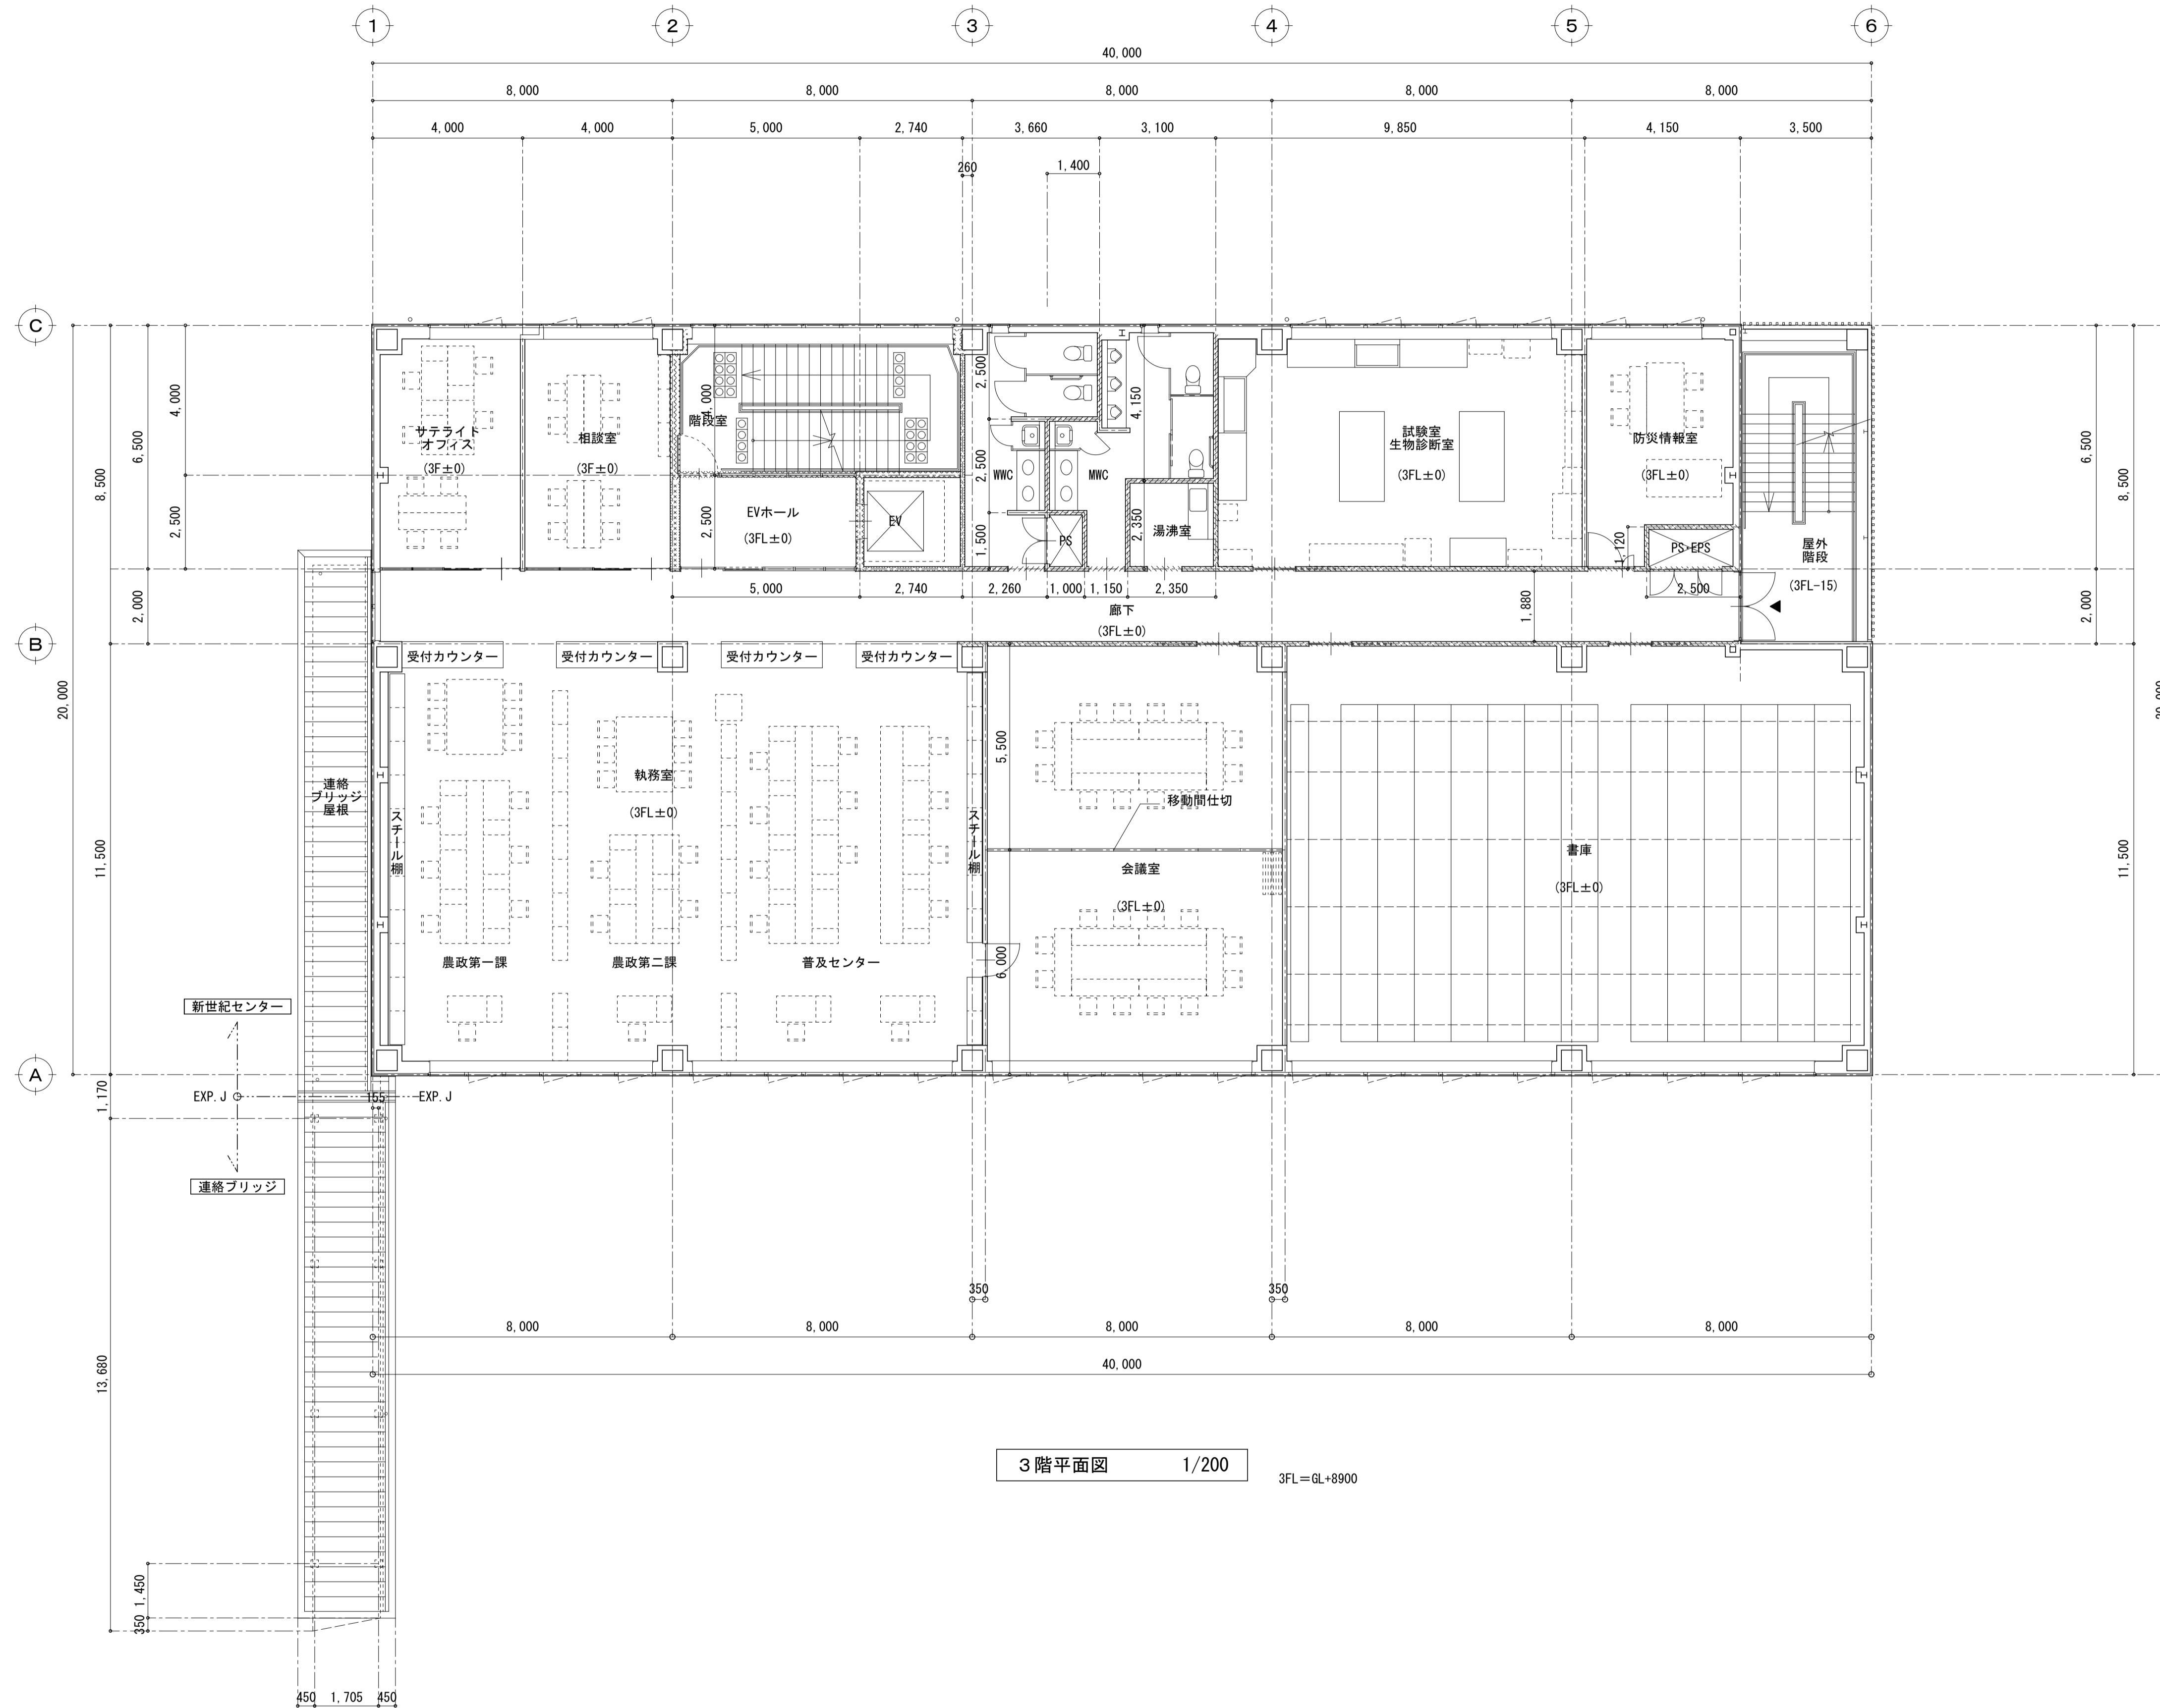 1 2 3 4 5 6
40,000
8,000 8,000 8,000 8,000 8,000
4,000 4,000 5,000 2,740 3,660 3,100 9,850 4,150 3,500
260 1,400
C
B
A
20,000
8,500
11,500
6,500
2,000
4,000
2,500
サテライト
オフィス
(3F±0)
相談室
(3F±0)
階段室
4,000
2,500
EVホール
(3FL±0)
EV
2,500
2,500
1,500
WWC
MWC
PS
4,150
2,350
湯沸室
試験室
生物診断室
(3FL±0)
防災情報室
(3FL±0)
PS・EPS
1,120
2,500
屋外
階段
(3FL-15)
6,500
2,000
8,500
11,500
20,000
5,000 2,740 2,260 1,000 1,150 2,350
1,880
廊下
(3FL±0)
受付カウンター 受付カウンター 受付カウンター 受付カウンター
連絡
ブリッジ
屋根
スチール棚
執務室
(3FL±0)
スチール棚
農政第一課 農政第二課 普及センター
5,500
移動間仕切
会議室
(3FL±0)
6,000
書庫
(3FL±0)
新世紀センター
EXP.J 155 EXP.J
連絡ブリッジ
1,170
13,680
1,450
350
350 350
8,000 8,000 8,000 8,000 8,000
40,000
3階平面図 1/200
3FL=GL+8900
450 1,705 450